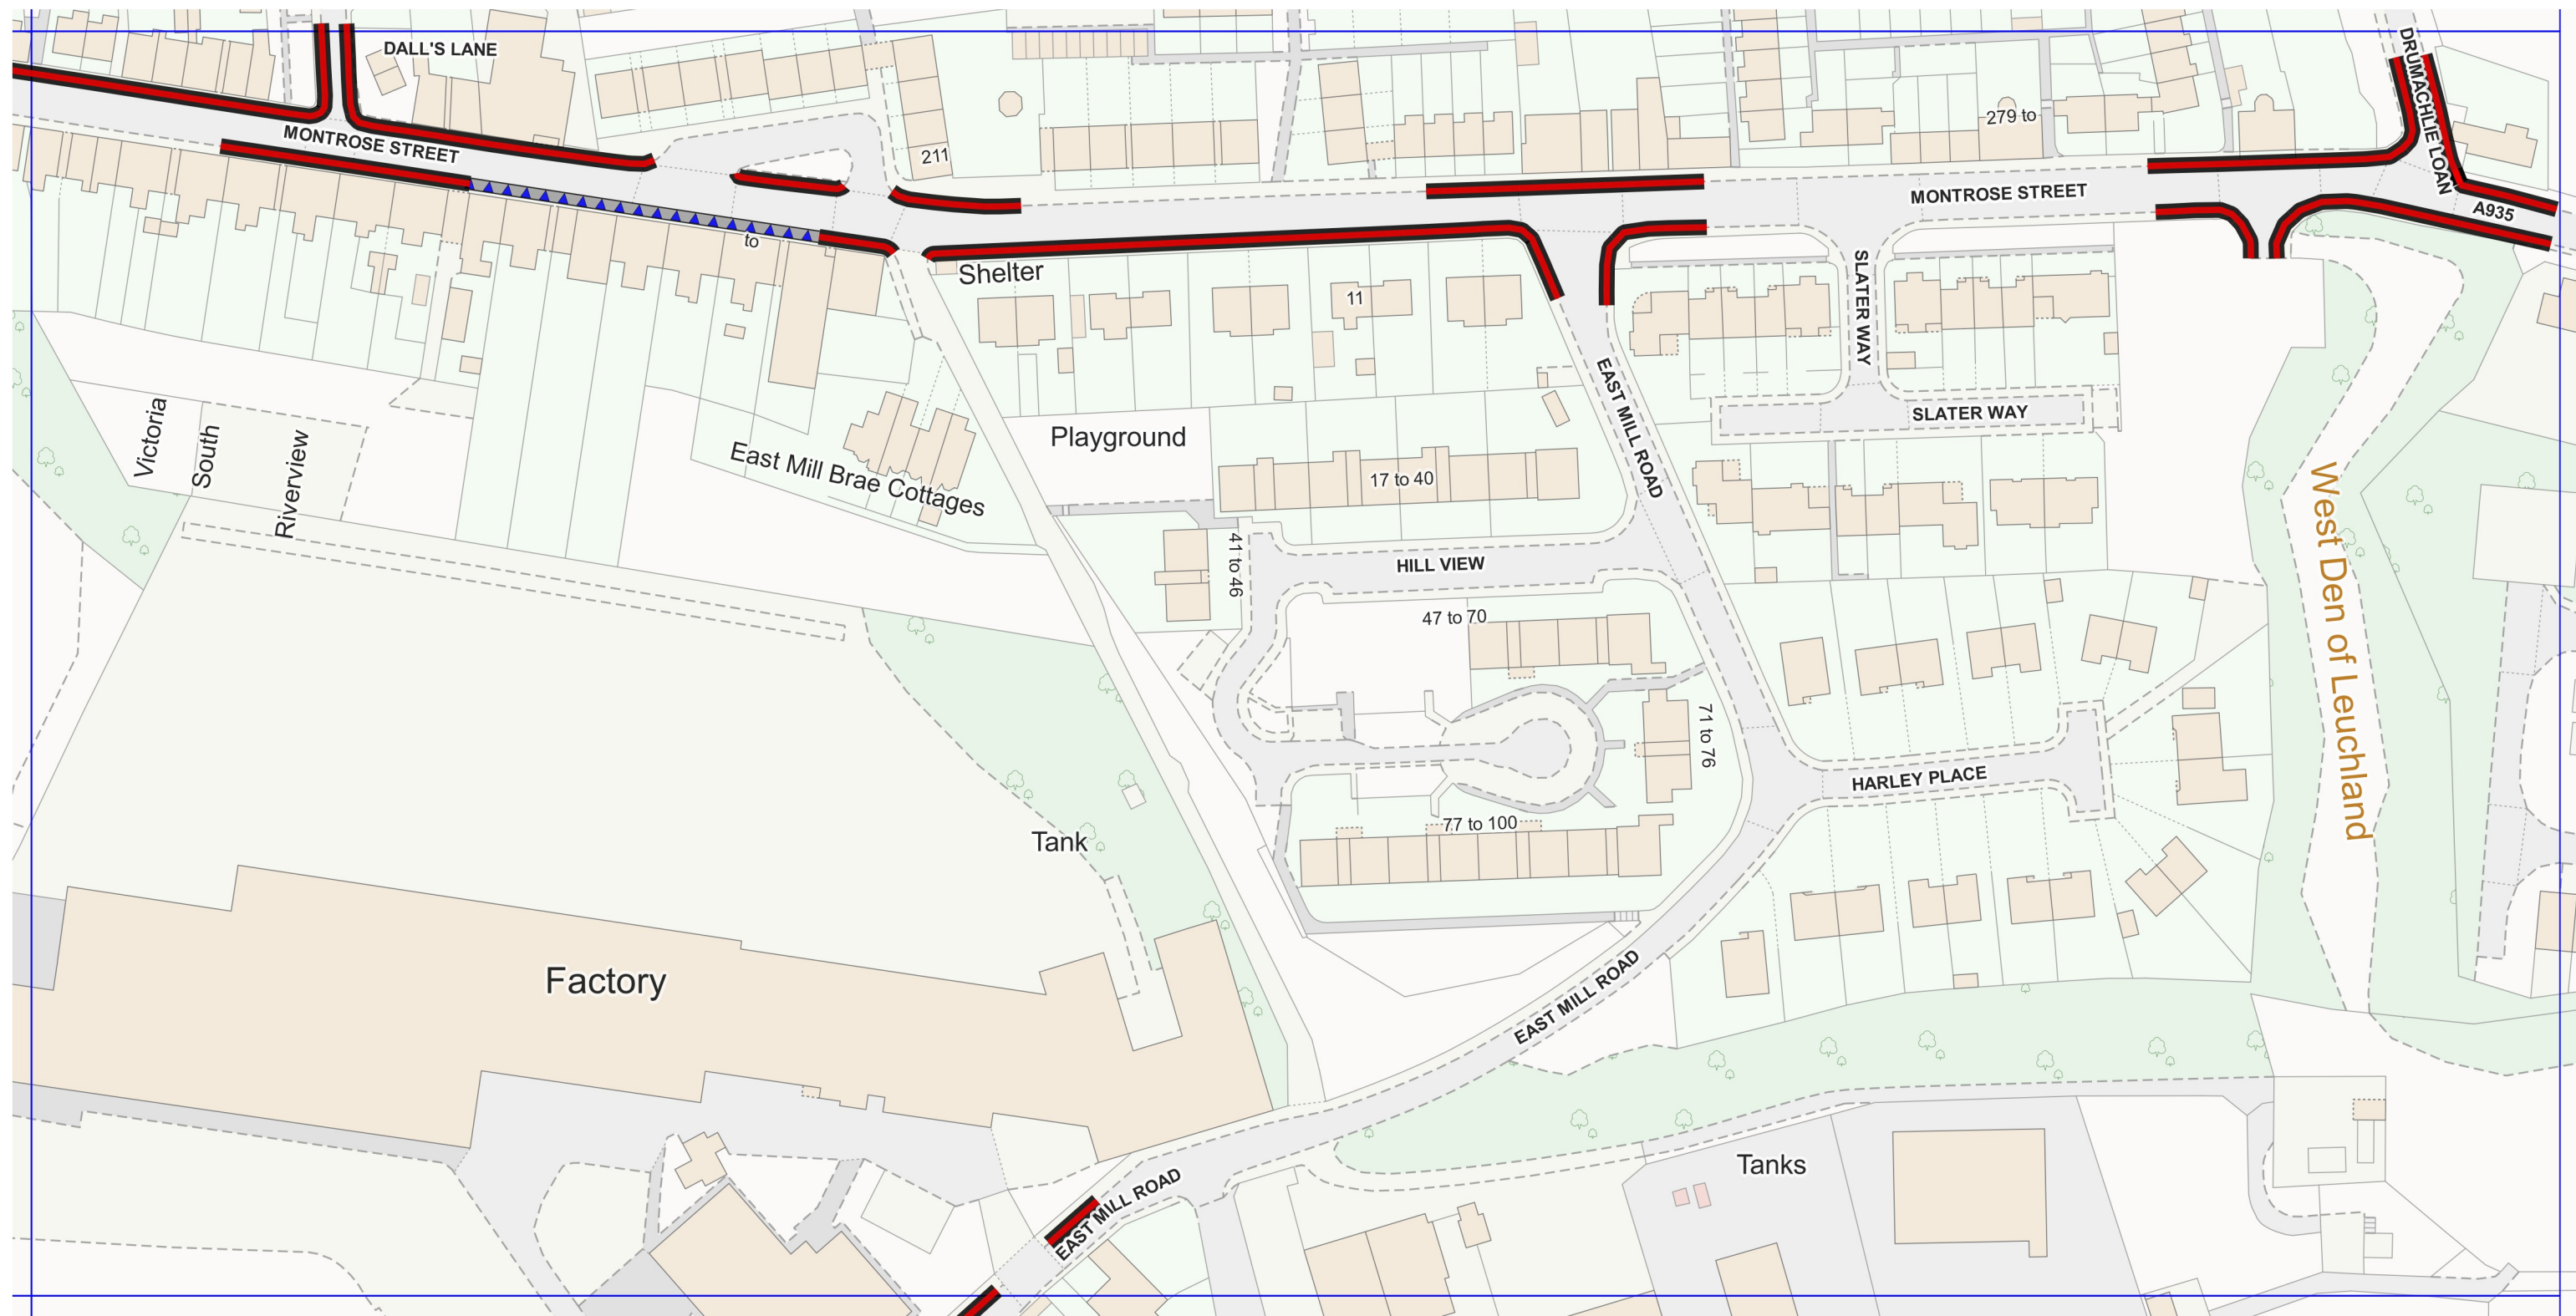 DALL'S LANE
DRUMACHLIE LOAN
279 to
MONTROSE STREET
211
MONTROSE STREET
A935
to
Shelter
SLATER WAY
11
EAST MILL ROAD
SLATER WAY
Victoria
South
Riverview
Playground
East Mill Brae Cottages
17 to 40
West Den of Leuchland
41 to 46
HILL VIEW
47 to 70
71 to 76
HARLEY PLACE
77 to 100
Tank
Factory
EAST MILL ROAD
Tanks
EAST MILL ROAD